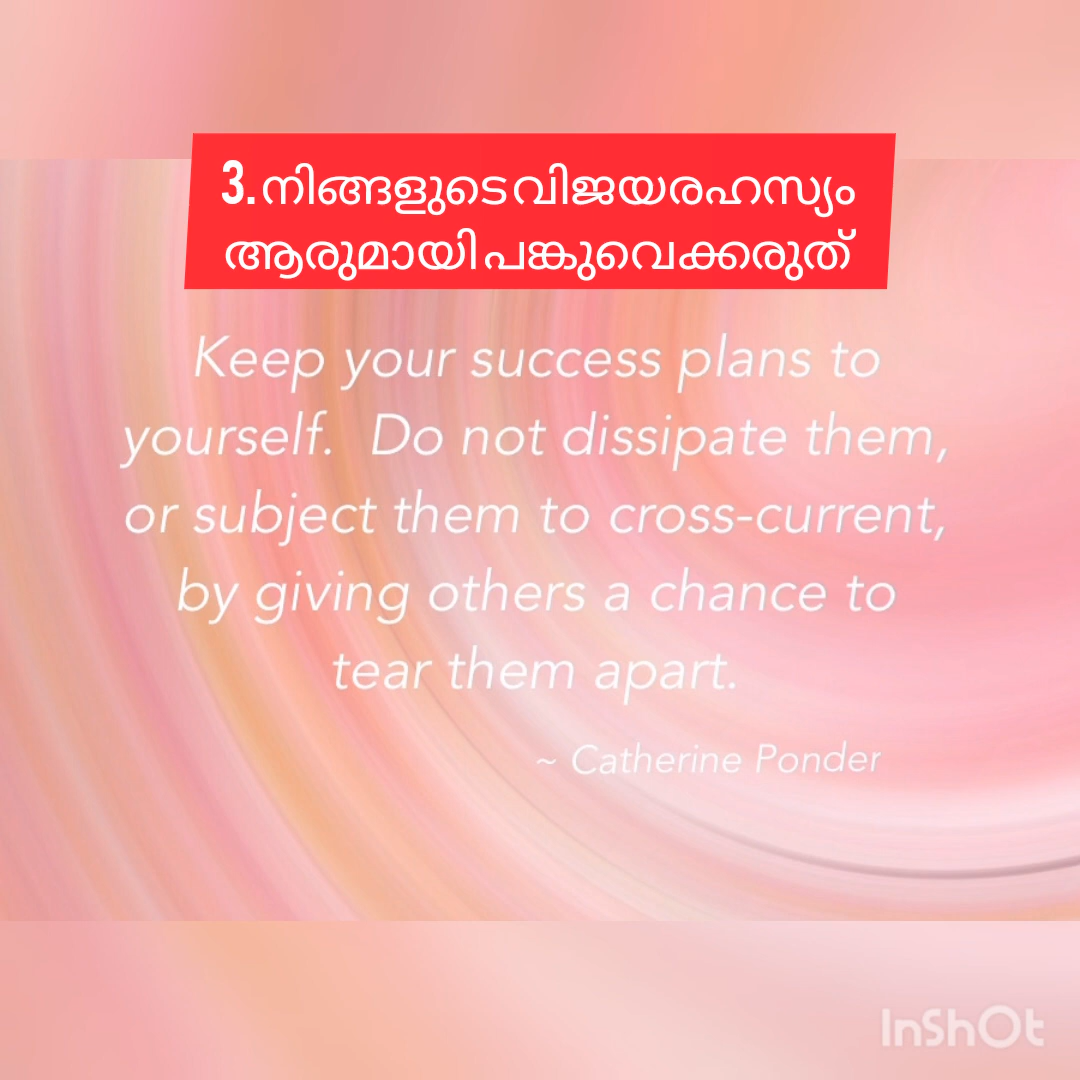 3. നിങ്ങളുടെ വിജയരഹസ്യം
ആരുമായി പങ്കുവെക്കരുത്
Keep your success plans to
yourself. Do not dissipate them,
or subject them to cross-current,
by giving others a chance to
tear them apart.
~ Catherine Ponder
InShOt